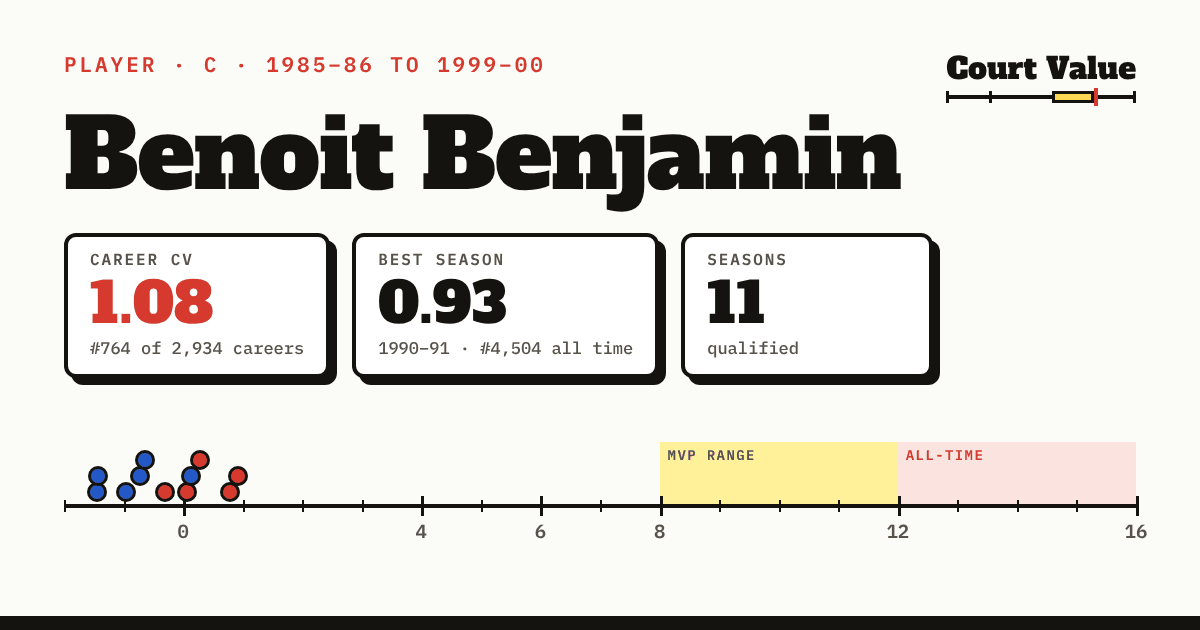 PLAYER · C · 1985–86 TO 1999–00
Court Value
Benoit Benjamin
CAREER CV
1.08
#764 of 2,934 careers
BEST SEASON
0.93
1990–91 · #4,504 all time
SEASONS
11
qualified
MVP RANGE
ALL-TIME
0 4 6 8 12 16